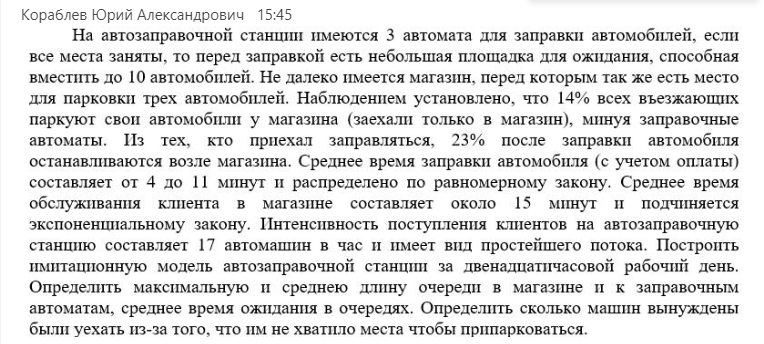 Кораблев Юрий Александрович 15:45
На автозаправочной станции имеются 3 автомата для заправки автомобилей, если
все места заняты, то перед заправкой есть небольшая площадка для ожидания, способная
вместить до 10 автомобилей. Не далеко имеется магазин, перед которым так же есть место
для парковки трех автомобилей. Наблюдением установлено, что 14% всех въезжающих
паркуют свои автомобили у магазина (заехали только в магазин), минуя заправочные
автоматы. Из тех, кто приехал заправляться, 23% после заправки автомобиля
останавливаются возле магазина. Среднее время заправки автомобиля (с учетом оплаты)
составляет от 4 до 11 минут и распределено по равномерному закону. Среднее время
обслуживания клиента в магазине составляет около 15 минут и подчиняется
экспоненциальному закону. Интенсивность поступления клиентов на автозаправочную
станцию составляет 17 автомашин в час и имеет вид простейшего потока. Построить
имитационную модель автозаправочной станции за двенадцатичасовой рабочий день.
Определить максимальную и среднею длину очереди в магазине и к заправочным
автоматам, среднее время ожидания в очередях. Определить сколько машин вынуждены
были уехать из-за того, что им не хватило места чтобы припарковаться.